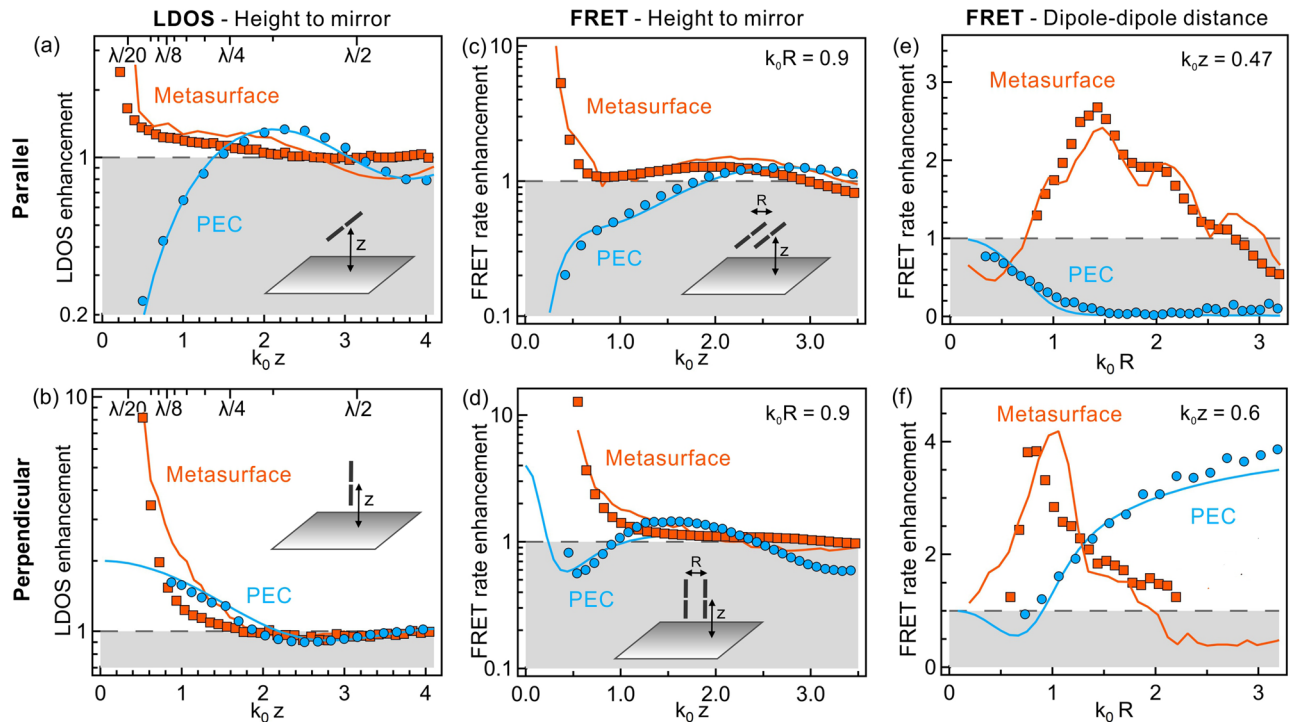 LDOS - Height to mirror
FRET - Height to mirror
FRET - Dipole-dipole distance
Parallel
Perpendicular
(a)
λ/20 λ/8 λ/4 λ/2
LDOS enhancement
1
0.2
Metasurface
PEC
z
0 1 2 3 4
k₀ z
(c)
k₀R = 0.9
FRET rate enhancement
10
1
0.1
Metasurface
PEC
R
z
0.0 1.0 2.0 3.0
k₀ z
(e)
k₀z = 0.47
FRET rate enhancement
3
2
1
0
Metasurface
PEC
0 1 2 3
k₀ R
(b)
λ/20 λ/8 λ/4 λ/2
LDOS enhancement
10
1
Metasurface
PEC
z
0 1 2 3 4
k₀ z
(d)
k₀R = 0.9
FRET rate enhancement
10
1
0.1
Metasurface
PEC
R
z
0.0 1.0 2.0 3.0
k₀ z
(f)
k₀z = 0.6
FRET rate enhancement
4
2
0
Metasurface
PEC
0 1 2 3
k₀ R